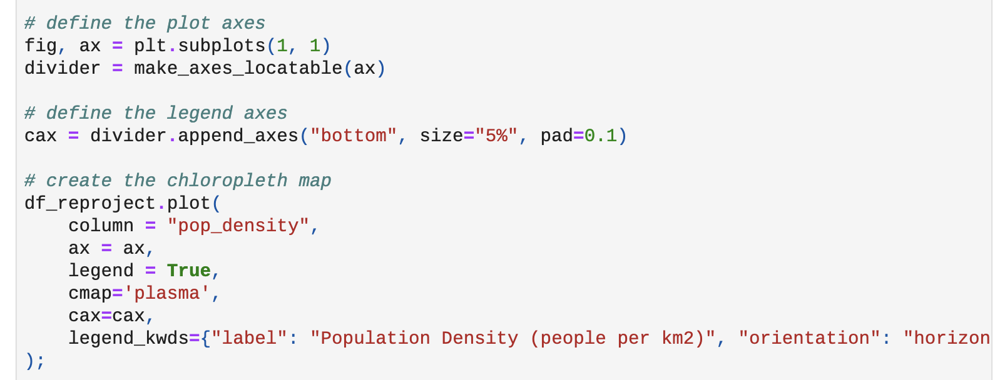 # define the plot axes
fig, ax = plt.subplots(1, 1)
divider = make_axes_locatable(ax)
# define the legend axes
cax = divider.append_axes("bottom", size="5%", pad=0.1)
# create the chloropleth map
df_reproject.plot(
    column = "pop_density",
    ax = ax,
    legend = True,
    cmap='plasma',
    cax=cax,
    legend_kwds={"label": "Population Density (people per km2)", "orientation": "horizon
);